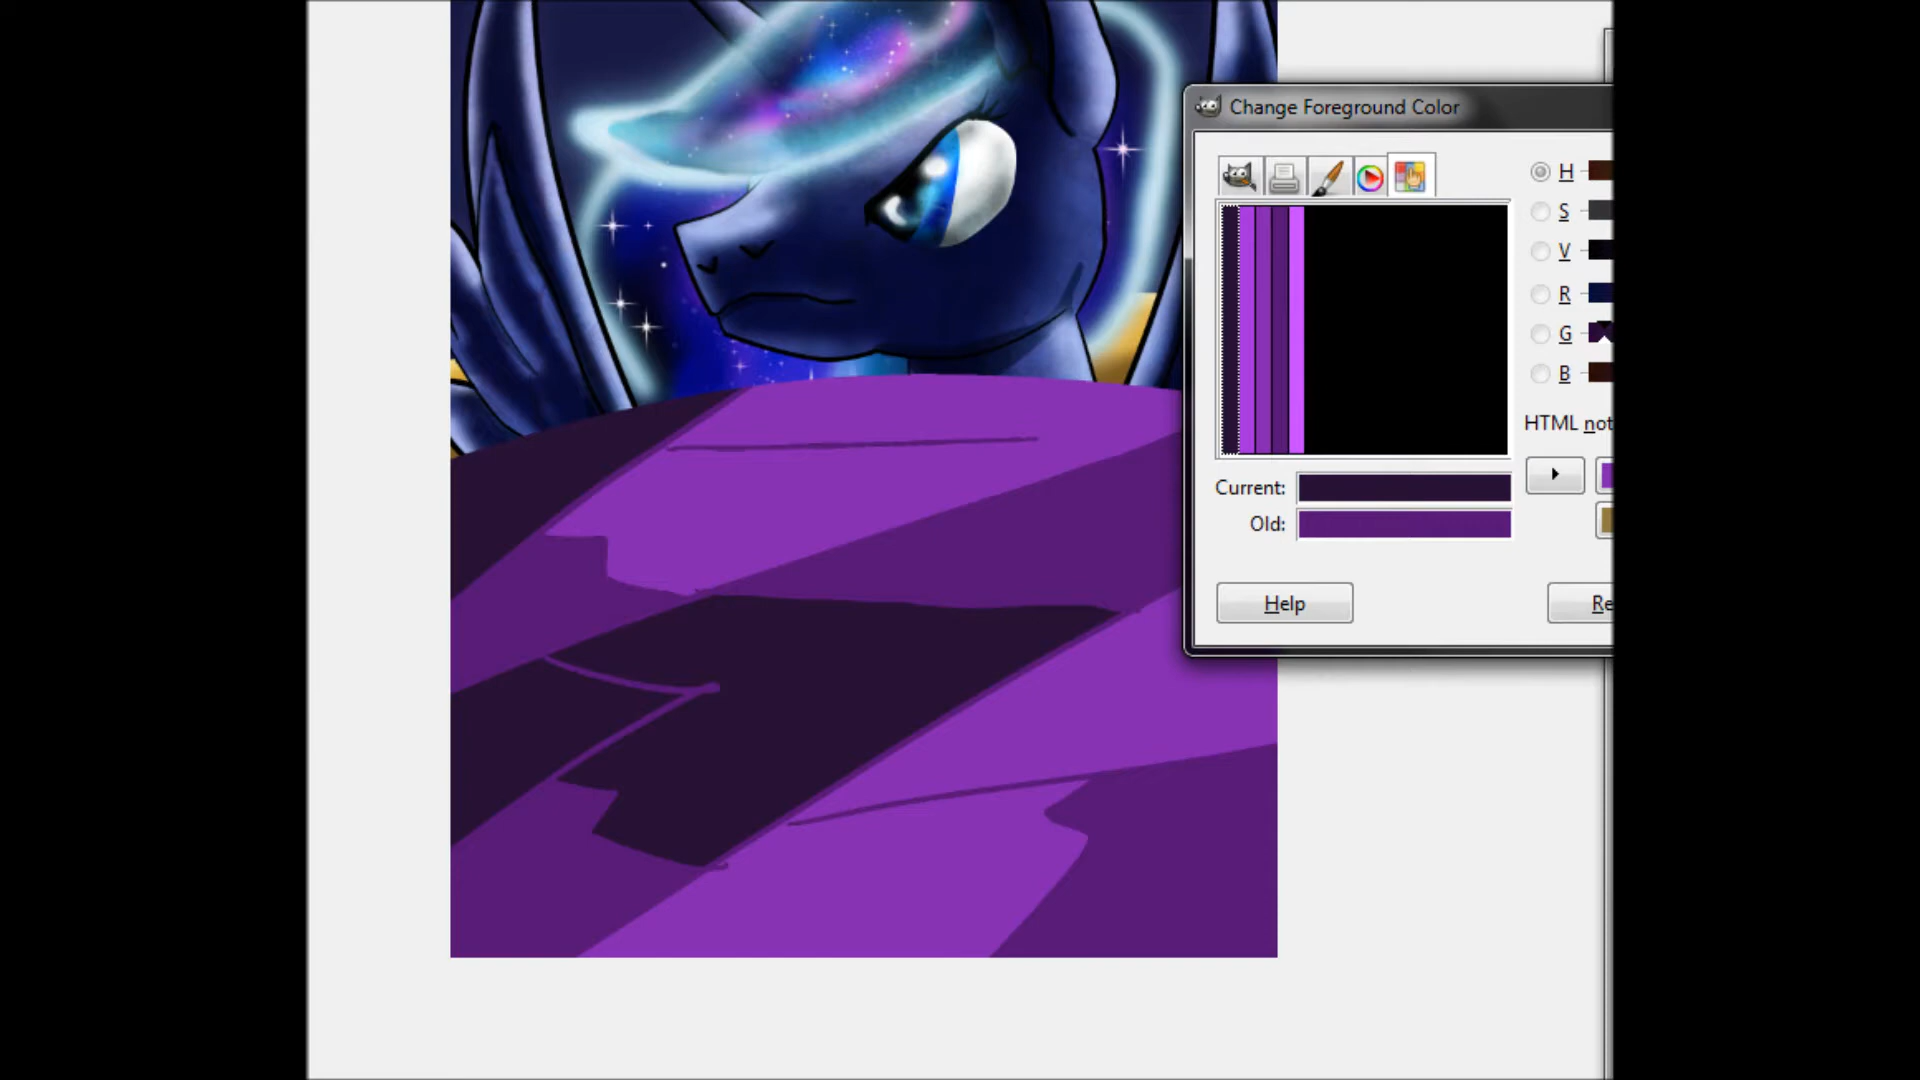 Change Foreground Color
H
S
V
R
G
B
HTML not
Current:
Old:
Help
Re